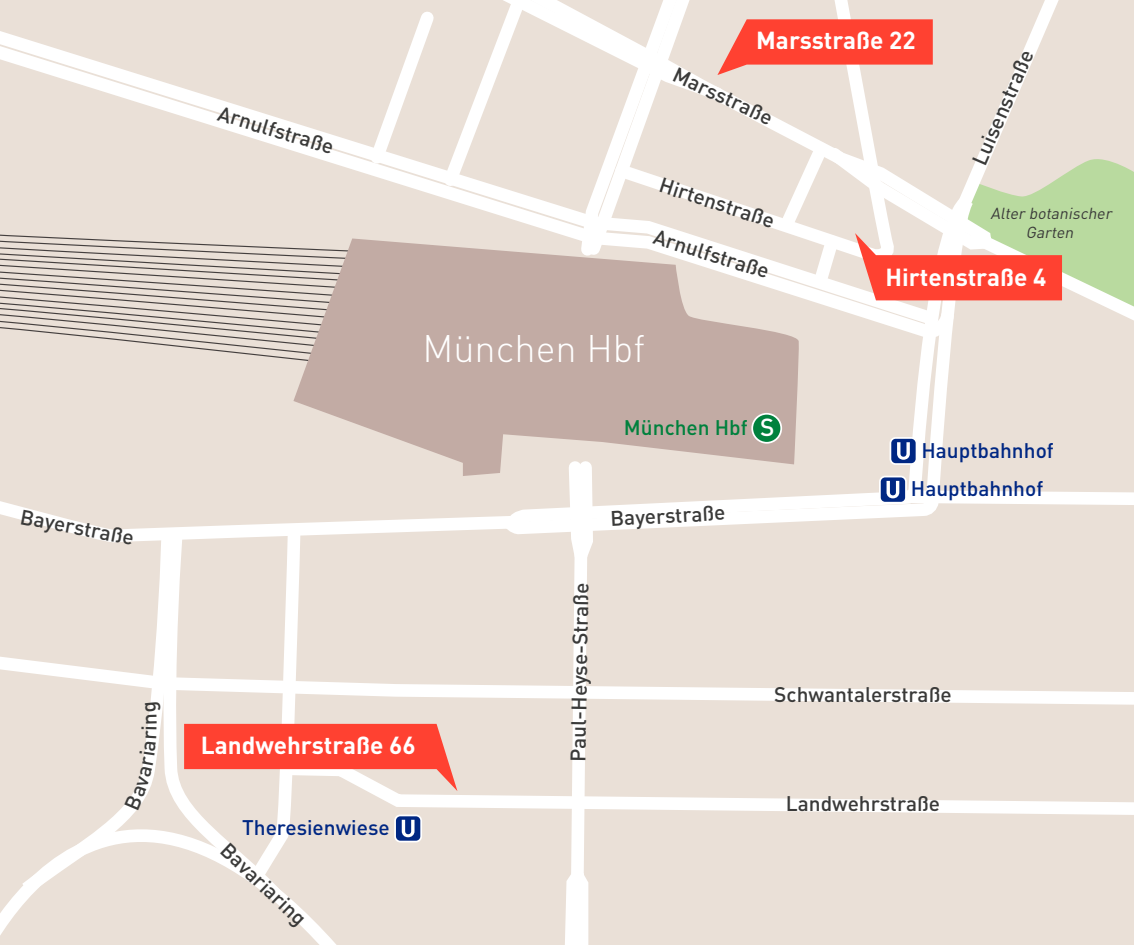 Marsstraße 22
Marsstraße
Luisenstraße
Arnulfstraße
Hirtenstraße
Alter botanischer
Garten
Arnulfstraße
Hirtenstraße 4
München Hbf
München Hbf S
U Hauptbahnhof
U Hauptbahnhof
Bayerstraße
Bayerstraße
Paul-Heyse-Straße
Schwantalerstraße
Bavariaring
Landwehrstraße 66
Landwehrstraße
Theresienwiese U
Bavariaring